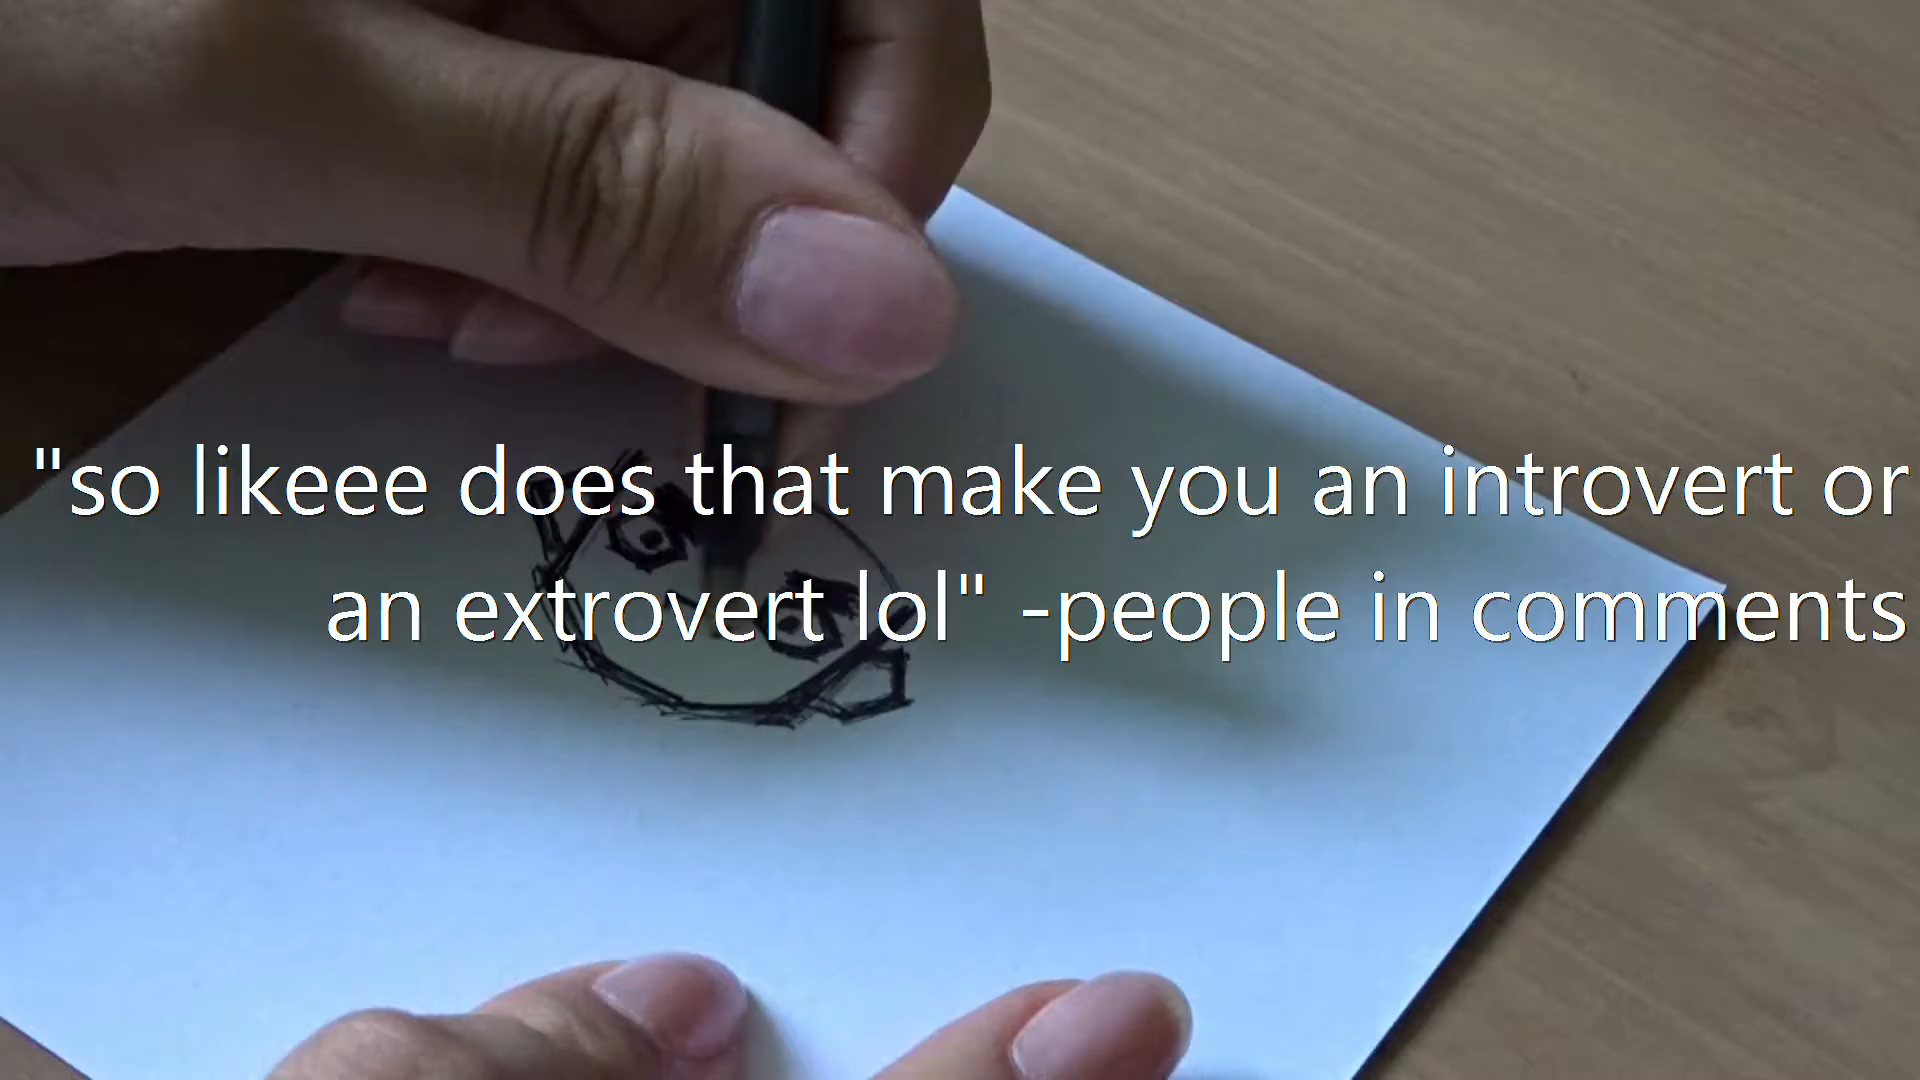 "so likeee does that make you an introvert or
an extrovert lol" -people in comments